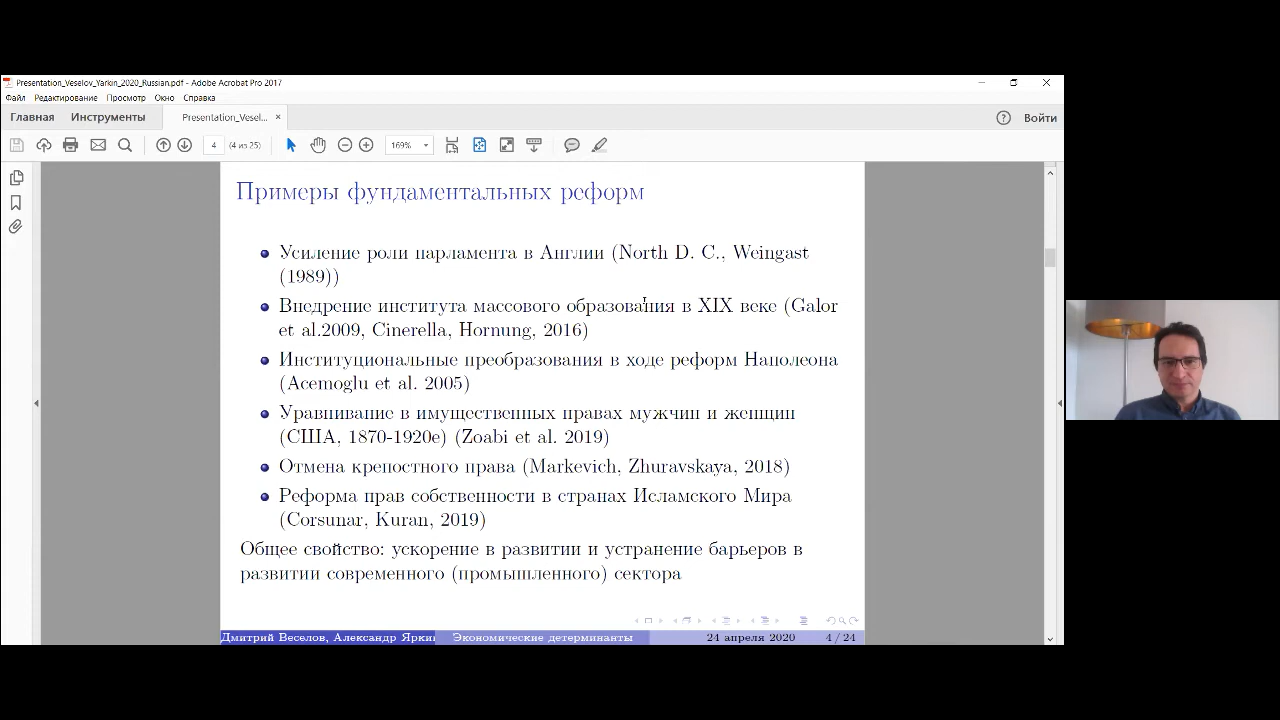 Presentation_Veselov_Yarkin_2020_Russian.pdf - Adobe Acrobat Pro 2017
Файл Редактирование Просмотр Окно Справка
Главная Инструменты Presentation_Vesel... × Войти
4 (4 из 25) 169%
Примеры фундаментальных реформ
Усиление роли парламента в Англии (North D. C., Weingast
(1989))
Внедрение института массового образования в XIX веке (Galor
et al.2009, Cinerella, Hornung, 2016)
Институциональные преобразования в ходе реформ Наполеона
(Acemoglu et al. 2005)
Уравнивание в имущественных правах мужчин и женщин
(США, 1870-1920е) (Zoabi et al. 2019)
Отмена крепостного права (Markevich, Zhuravskaya, 2018)
Реформа прав собственности в странах Исламского Мира
(Corsunar, Kuran, 2019)
Общее свойство: ускорение в развитии и устранение барьеров в
развитии современного (промышленного) сектора
Дмитрий Веселов, Александр Яркин Экономические детерминанты 24 апреля 2020 4 / 24